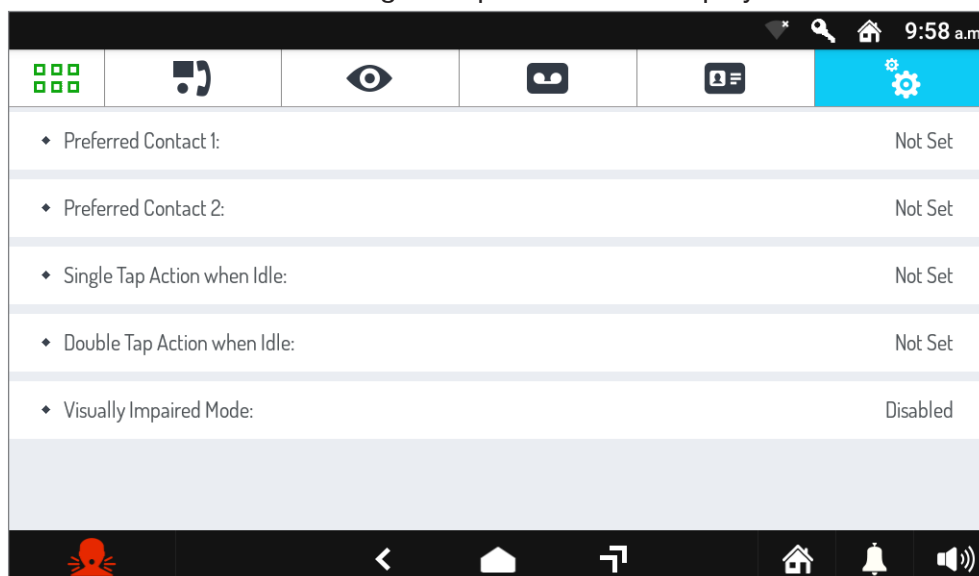 9:58 a.m
Preferred Contact 1: Not Set
Preferred Contact 2: Not Set
Single Tap Action when Idle: Not Set
Double Tap Action when Idle: Not Set
Visually Impaired Mode: Disabled